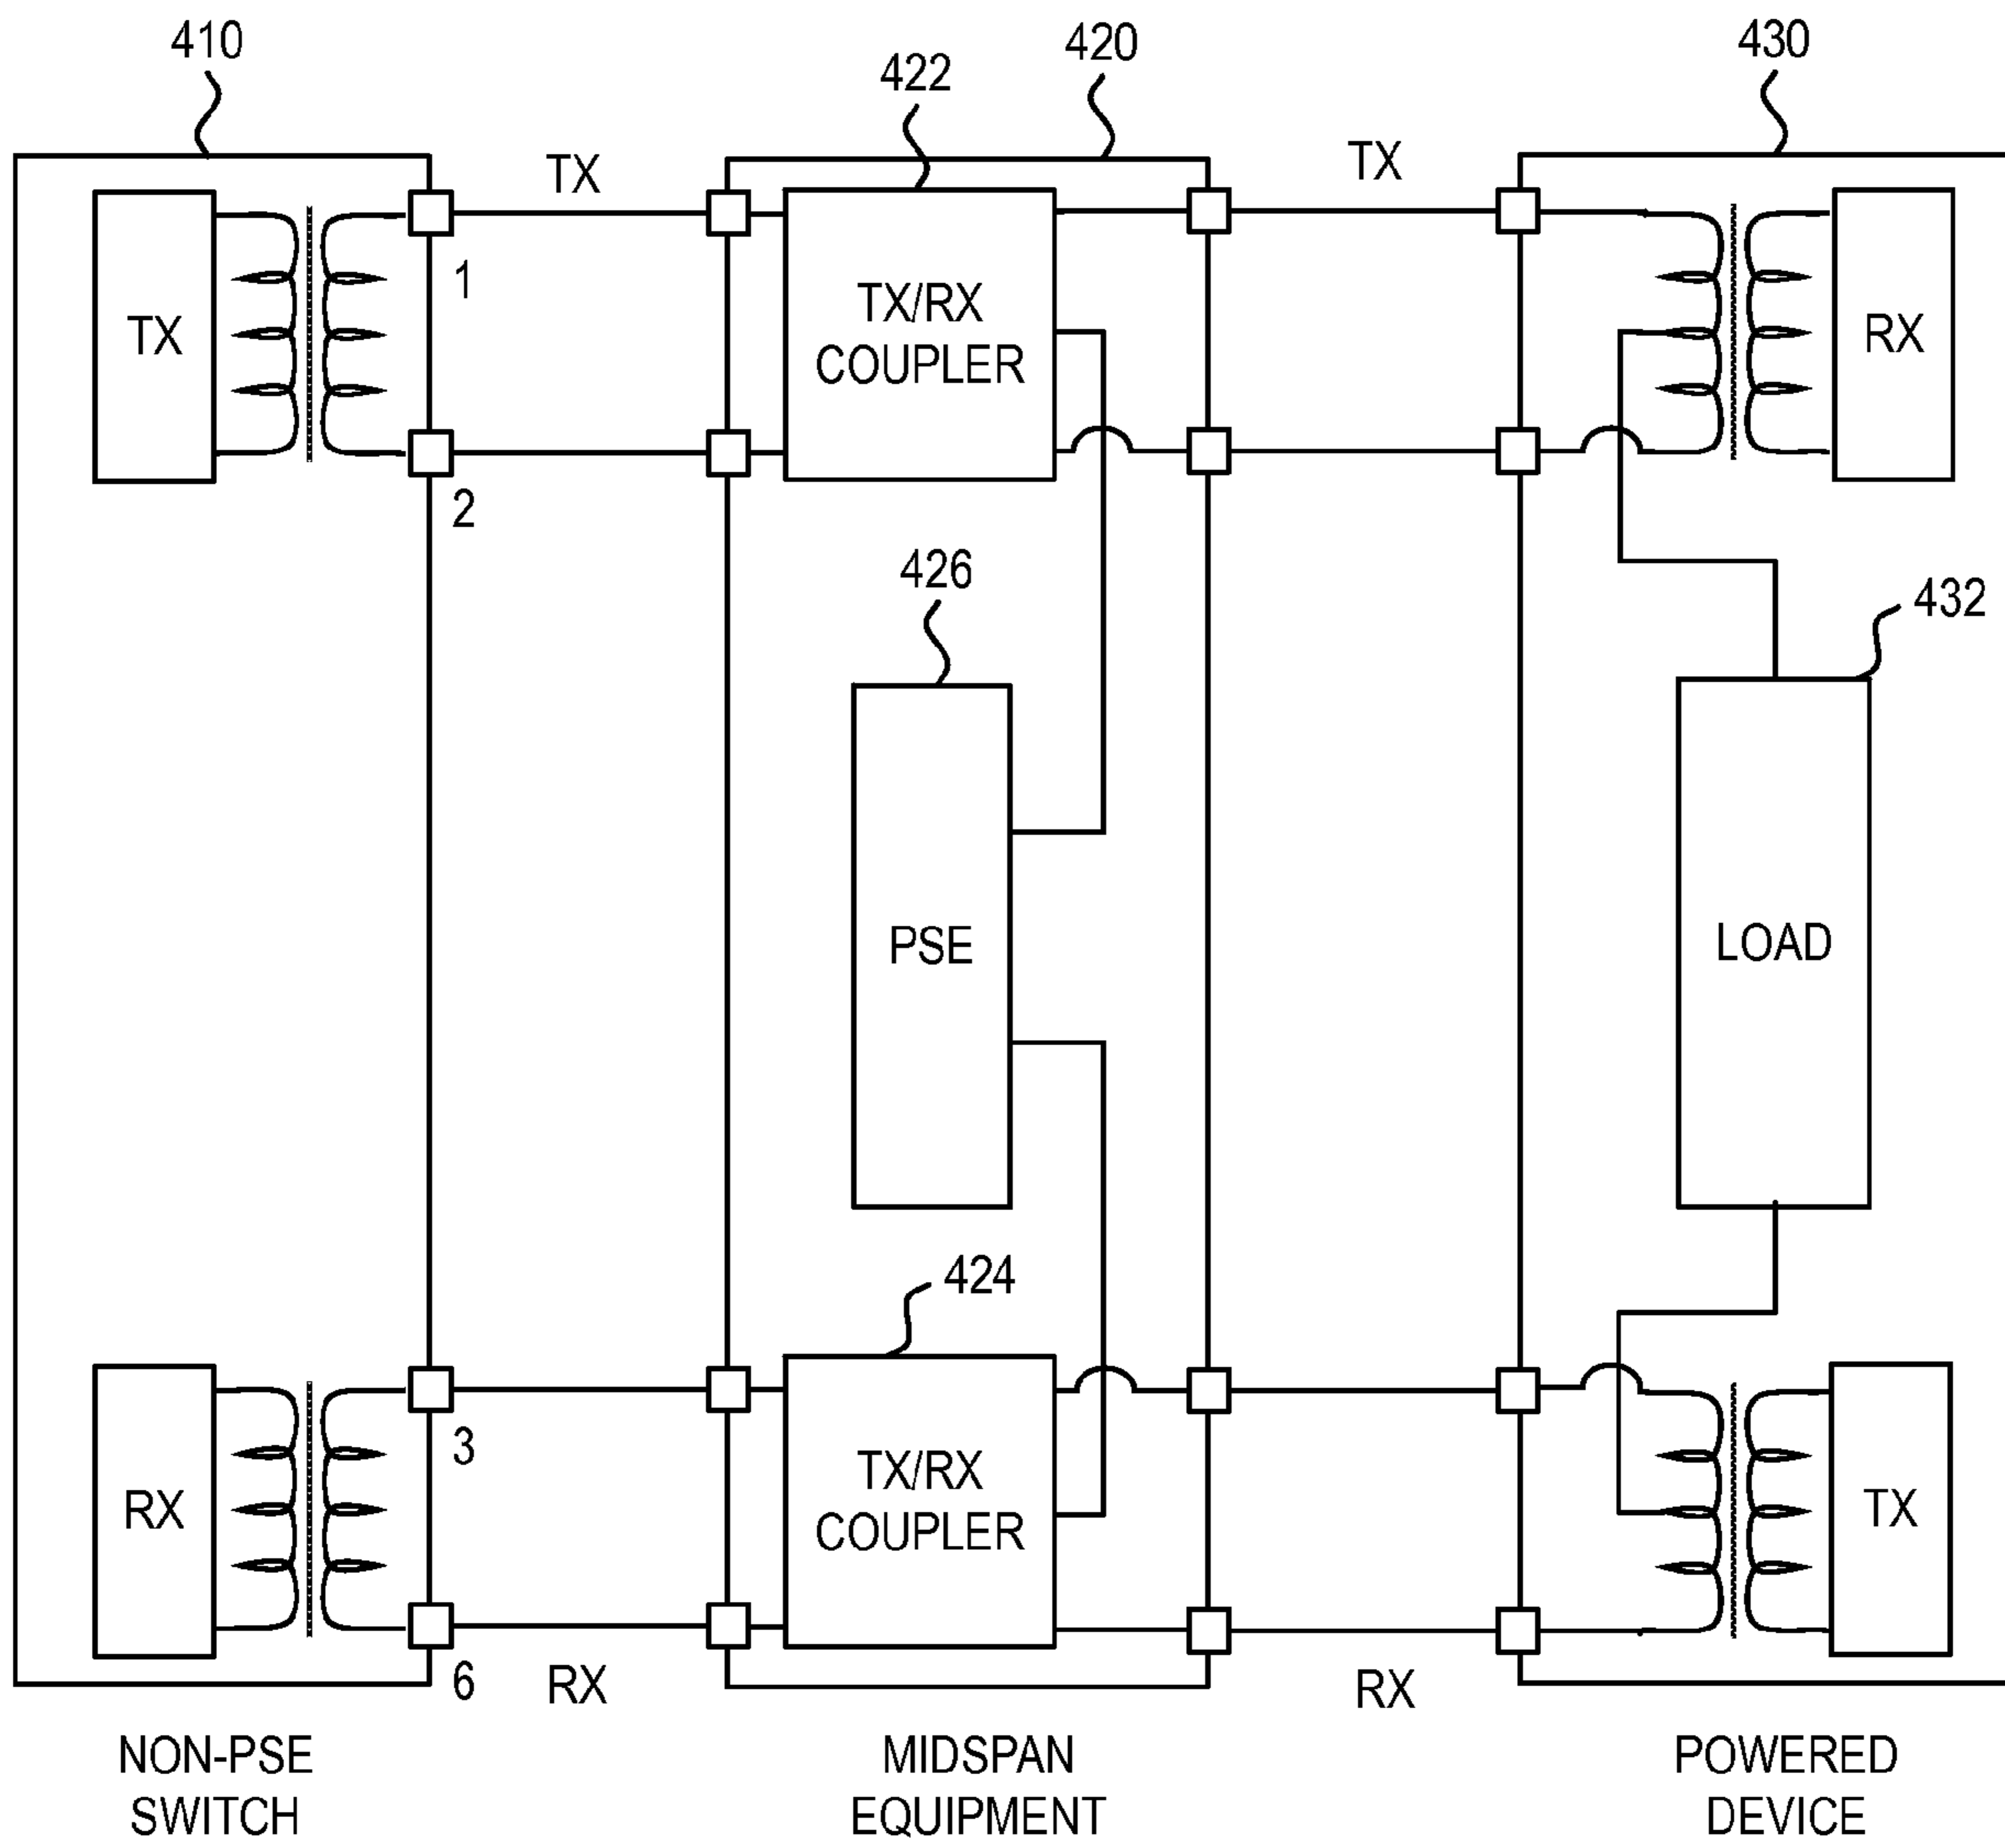 410
420
430
422
TX
TX
TX
1
TX/RX
COUPLER
RX
2
426
432
PSE
LOAD
424
RX
3
TX/RX
COUPLER
TX
6
RX
RX
NON-PSE
SWITCH
MIDSPAN
EQUIPMENT
POWERED
DEVICE